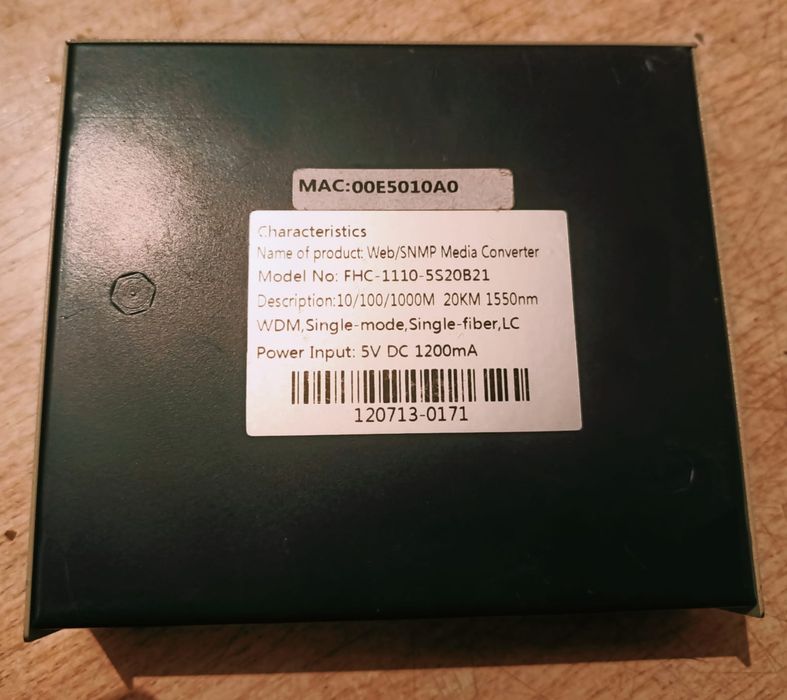 MAC:00E5010A0
Characteristics
Name of product: Web/SNMP Media Converter
Model No: FHC-1110-5S20B21
Description:10/100/1000M 20KM 1550nm
WDM,Single-mode,Single-fiber,LC
Power Input: 5V DC 1200mA
120713-0171